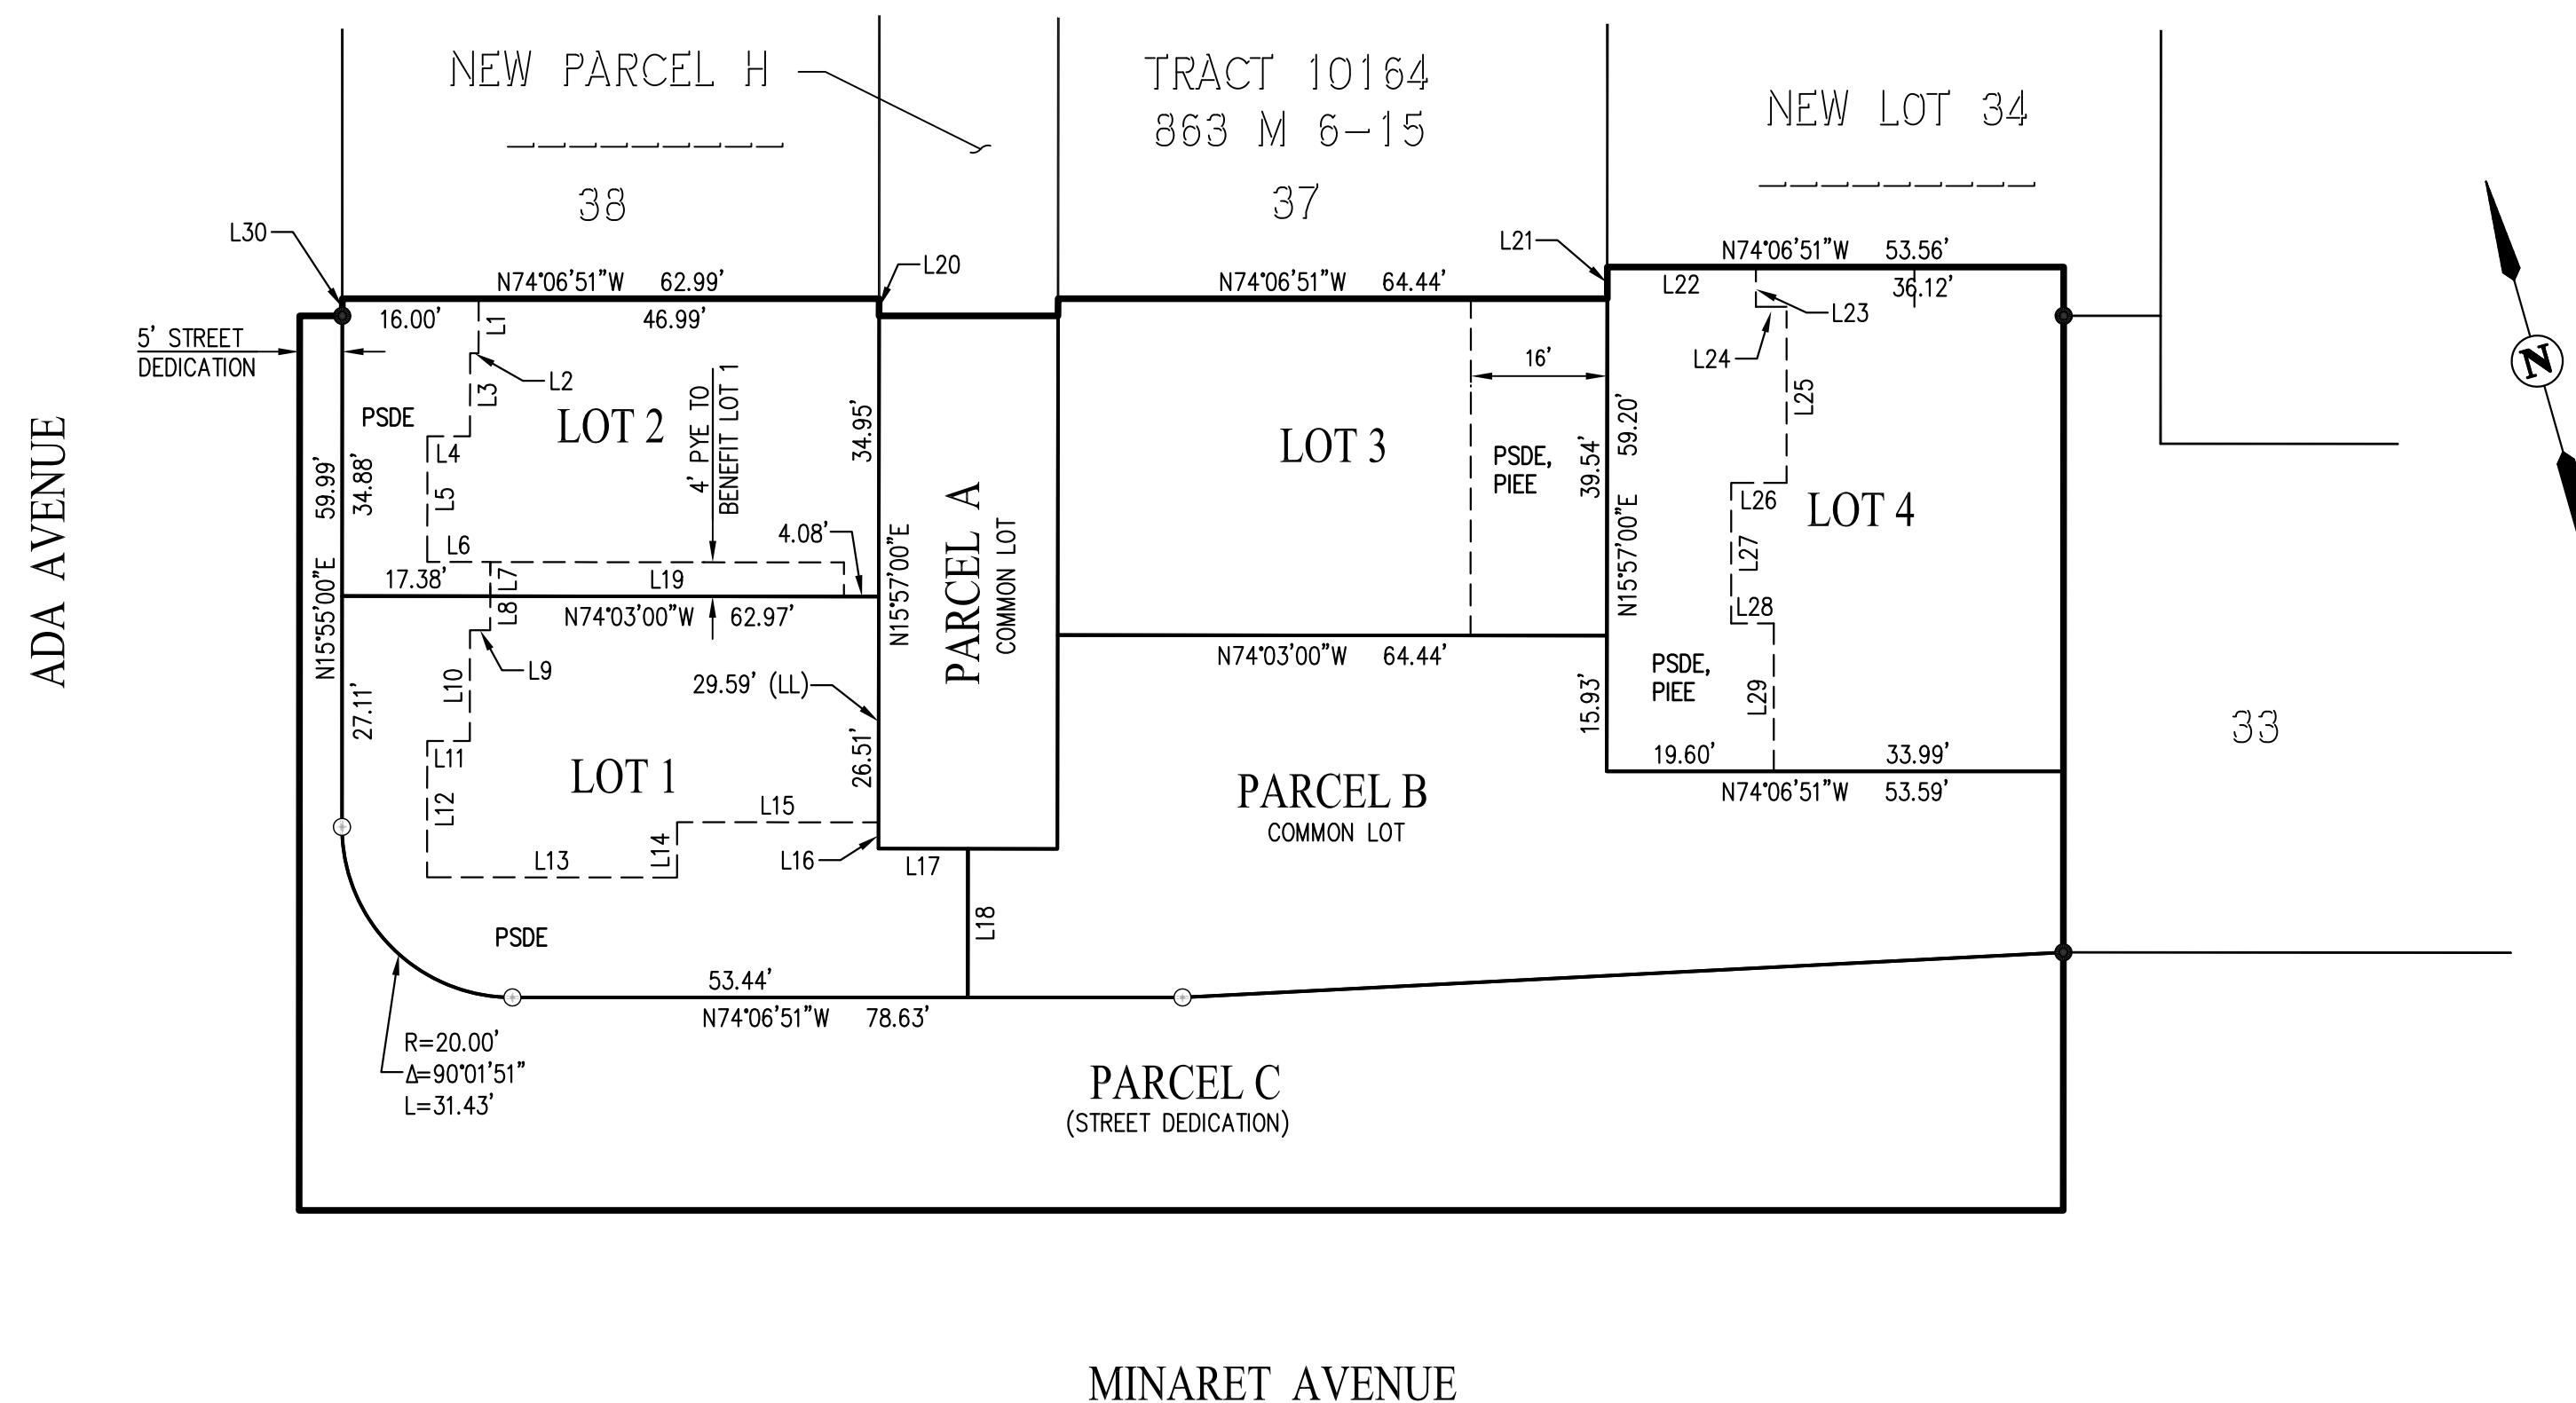 NEW PARCEL H
38
TRACT 10164
863 M 6-15
37
NEW LOT 34
L30
L20
L21
N74°06'51"W 62.99'
N74°06'51"W 64.44'
N74°06'51"W 53.56'
16.00'
46.99'
L1
L2
L3
L4
L5
L6
L7
L8
L9
L22
36.12'
L23
L24
L25
L26
L27
L28
L29
5' STREET
DEDICATION
PSDE
LOT 2
4' PYE TO
BENEFIT LOT 1
34.95'
59.99'
34.88'
N15°55'00"E
ADA AVENUE
4.08'
17.38'
L19
N74°03'00"W 62.97'
N15°57'00"E
PARCEL A
COMMON LOT
LOT 3
16'
PSDE,
PIEE
39.54'
59.20'
N15°57'00"E
LOT 4
N
N74°03'00"W 64.44'
29.59' (LL)
26.51'
27.11'
L10
L11
L12
L13
L14
L15
L16
L17
L18
LOT 1
PSDE,
PIEE
15.93'
19.60'
33.99'
N74°06'51"W 53.59'
33
PARCEL B
COMMON LOT
PSDE
53.44'
N74°06'51"W 78.63'
R=20.00'
Δ=90°01'51"
L=31.43'
PARCEL C
(STREET DEDICATION)
MINARET AVENUE